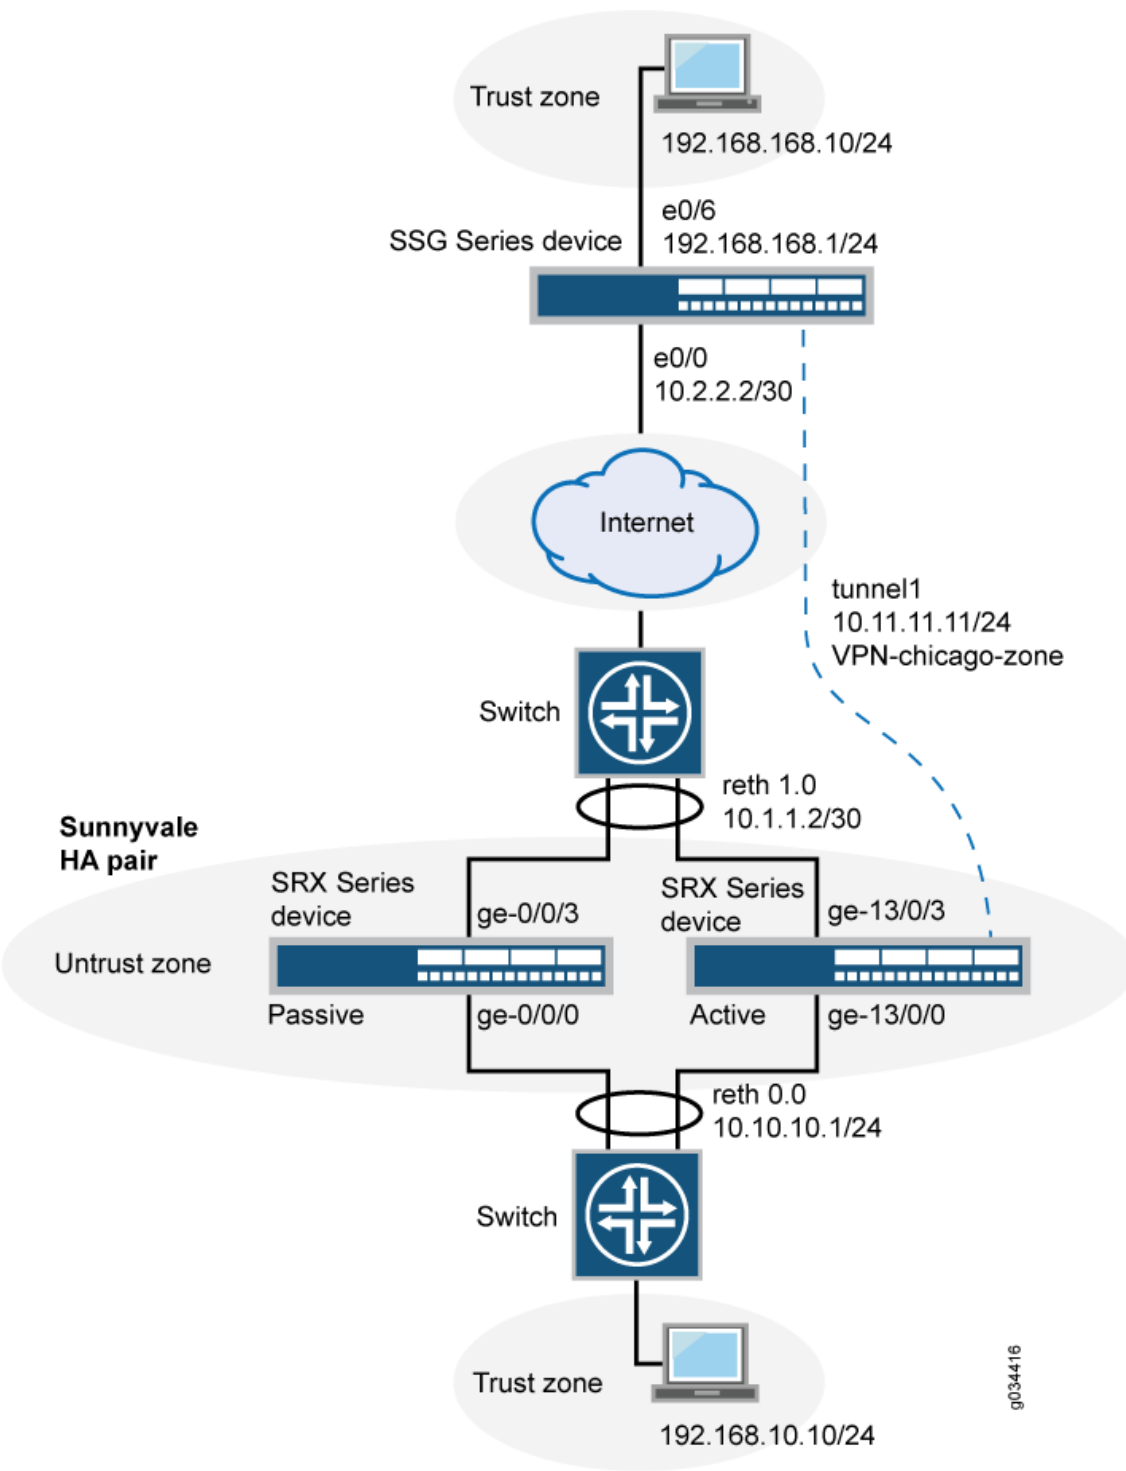 Trust zone
192.168.168.10/24
e0/6
SSG Series device
192.168.168.1/24
e0/0
10.2.2.2/30
Internet
tunnel1
10.11.11.11/24
VPN-chicago-zone
Switch
reth 1.0
10.1.1.2/30
Sunnyvale
HA pair
SRX Series
device
ge-0/0/3
SRX Series
device
ge-13/0/3
Untrust zone
Passive
ge-0/0/0
Active
ge-13/0/0
reth 0.0
10.10.10.1/24
Switch
Trust zone
192.168.10.10/24
g034416